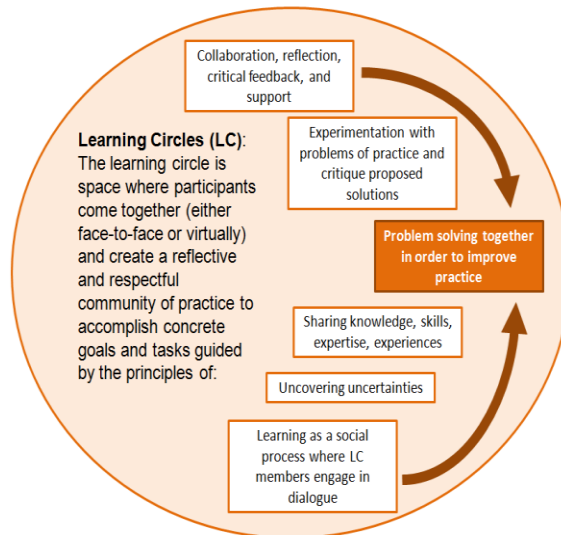 Collaboration, reflection,
critical feedback, and
support
Learning Circles (LC):
The learning circle is
space where participants
come together (either
face-to-face or virtually)
and create a reflective
and respectful
community of practice to
accomplish concrete
goals and tasks guided
by the principles of:
Experimentation with
problems of practice and
critique proposed
solutions
Problem solving together
in order to improve
practice
Sharing knowledge, skills,
expertise, experiences
Uncovering uncertainties
Learning as a social
process where LC
members engage in
dialogue